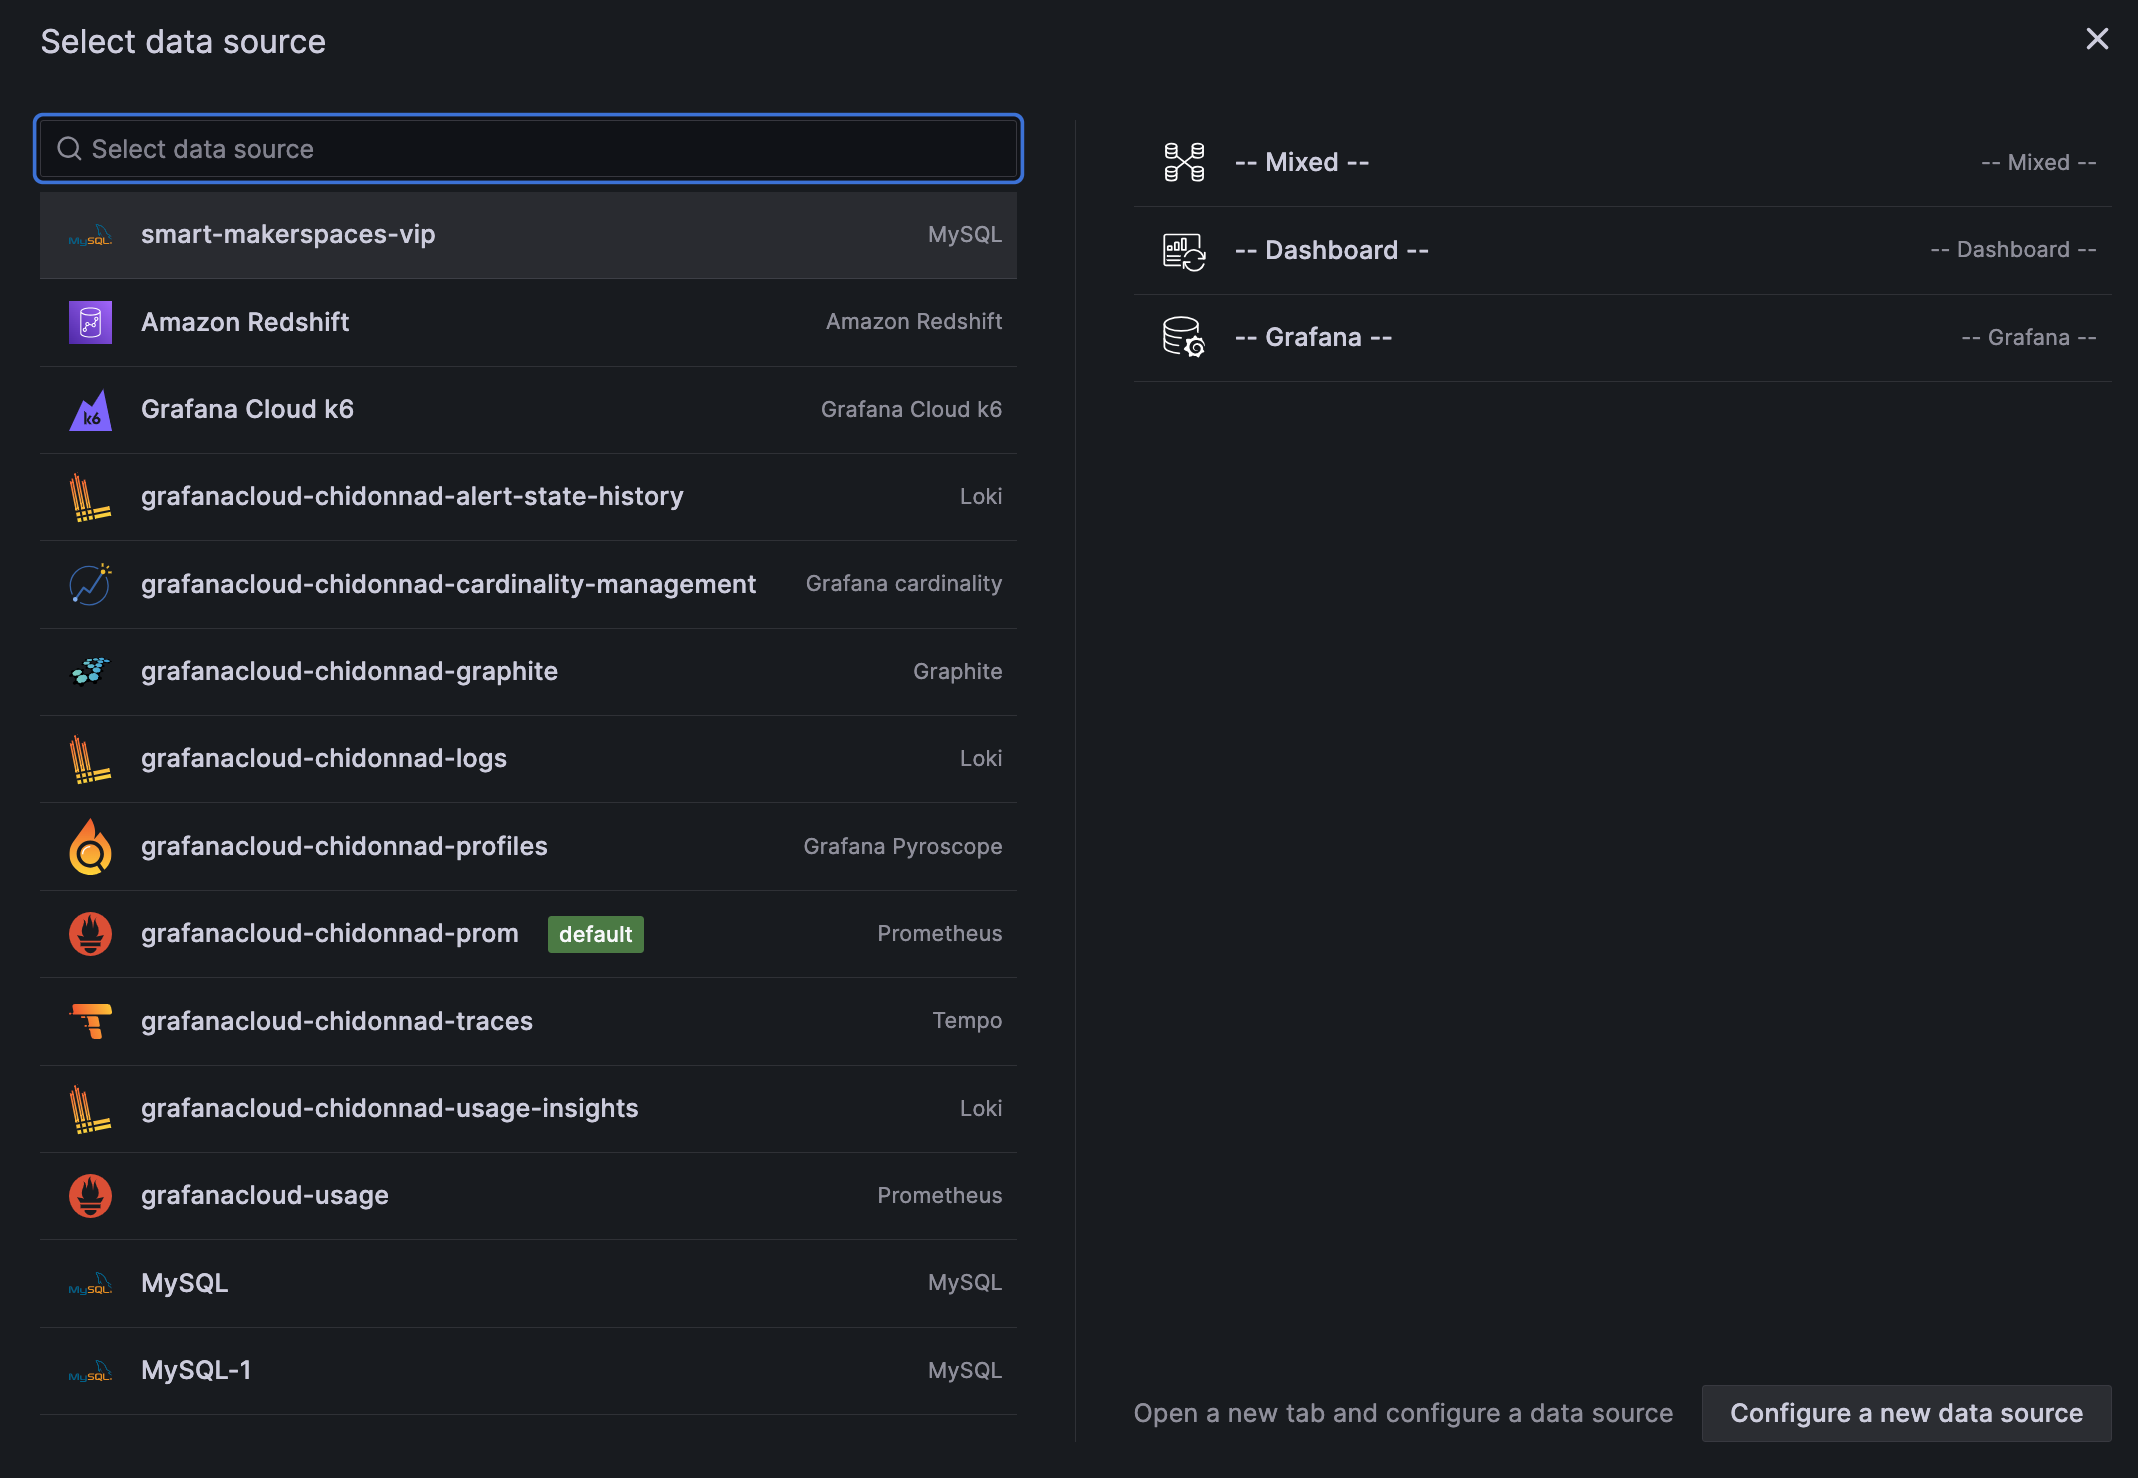 Select data source
Select data source
MySQL smart-makerspaces-vip MySQL
Amazon Redshift Amazon Redshift
k6 Grafana Cloud k6 Grafana Cloud k6
grafanacloud-chidonnad-alert-state-history Loki
grafanacloud-chidonnad-cardinality-management Grafana cardinality
grafanacloud-chidonnad-graphite Graphite
grafanacloud-chidonnad-logs Loki
grafanacloud-chidonnad-profiles Grafana Pyroscope
grafanacloud-chidonnad-prom default Prometheus
grafanacloud-chidonnad-traces Tempo
grafanacloud-chidonnad-usage-insights Loki
grafanacloud-usage Prometheus
MySQL MySQL MySQL
MySQL MySQL-1 MySQL
-- Mixed -- -- Mixed --
-- Dashboard -- -- Dashboard --
-- Grafana -- -- Grafana --
Open a new tab and configure a data source Configure a new data source